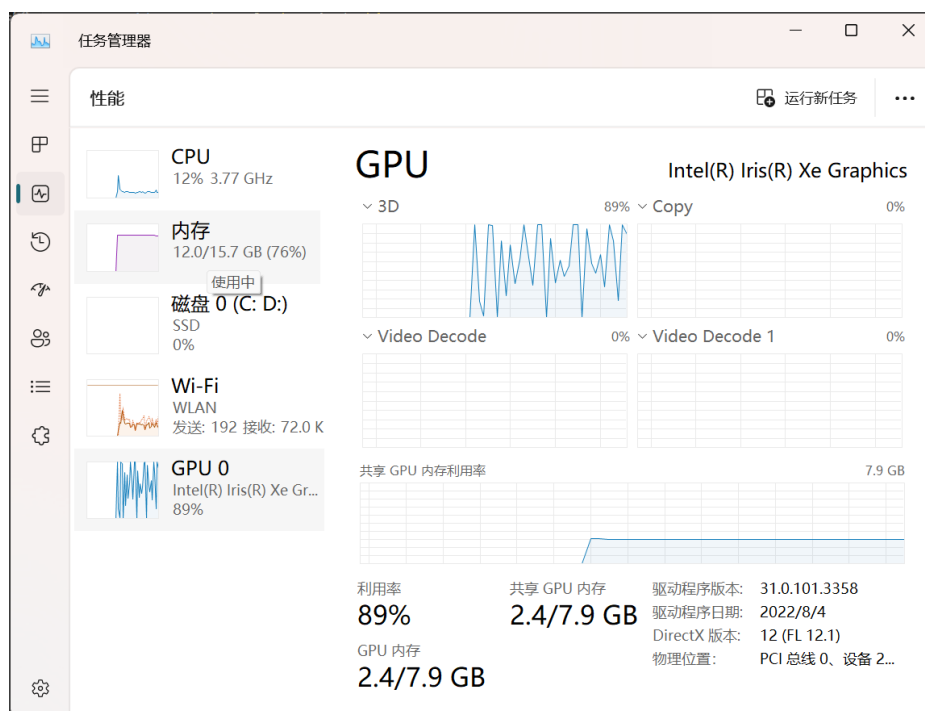 任务管理器
性能
运行新任务
CPU
12% 3.77 GHz
内存
12.0/15.7 GB (76%)
使用中
磁盘 0 (C: D:)
SSD
0%
Wi-Fi
WLAN
发送: 192 接收: 72.0 K
GPU 0
Intel(R) Iris(R) Xe Gr...
89%
GPU
Intel(R) Iris(R) Xe Graphics
3D 89%
Copy 0%
Video Decode 0%
Video Decode 1 0%
共享 GPU 内存利用率 7.9 GB
利用率
89%
共享 GPU 内存
2.4/7.9 GB
GPU 内存
2.4/7.9 GB
驱动程序版本: 31.0.101.3358
驱动程序日期: 2022/8/4
DirectX 版本: 12 (FL 12.1)
物理位置: PCI 总线 0、设备 2...